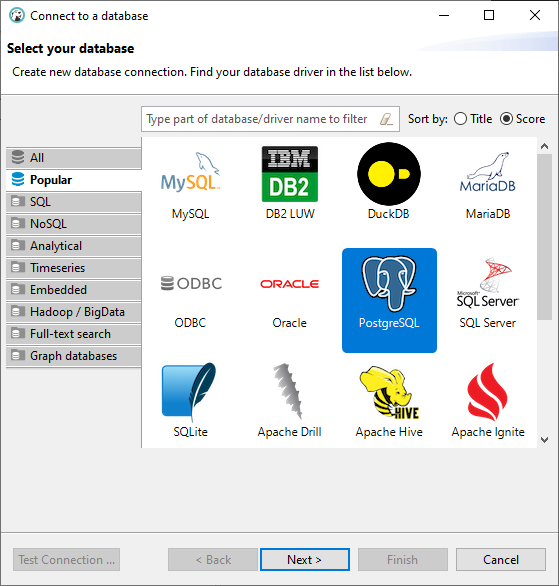 Connect to a database
Select your database
Create new database connection. Find your database driver in the list below.
Type part of database/driver name to filter
Sort by: Title Score
All
Popular
SQL
NoSQL
Analytical
Timeseries
Embedded
Hadoop / BigData
Full-text search
Graph databases
MySQL
IBM
DB2
MariaDB
MySQL DB2 LUW DuckDB MariaDB
ODBC
ORACLE
Microsoft
SQL Server
ODBC Oracle PostgreSQL SQL Server
HIVE
SQLite Apache Drill Apache Hive Apache Ignite
Test Connection ... < Back Next > Finish Cancel